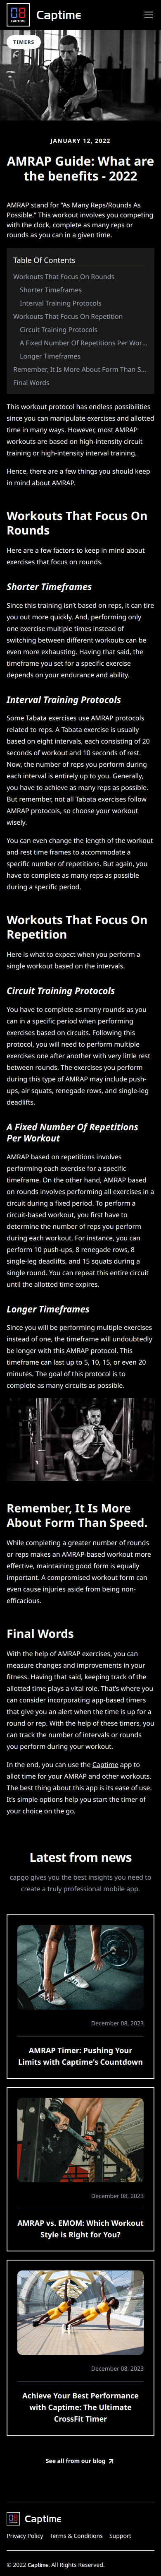 08
CAPTIME
Captime
TIMERS
JANUARY 12, 2022
AMRAP Guide: What are
the benefits - 2022
AMRAP stand for “As Many Reps/Rounds As
Possible.” This workout involves you competing
with the clock, complete as many reps or
rounds as you can in a given time.
Table Of Contents
Workouts That Focus On Rounds
Shorter Timeframes
Interval Training Protocols
Workouts That Focus On Repetition
Circuit Training Protocols
A Fixed Number Of Repetitions Per Wor...
Longer Timeframes
Remember, It Is More About Form Than S...
Final Words
This workout protocol has endless possibilities
since you can manipulate exercises and allotted
time in many ways. However, most AMRAP
workouts are based on high-intensity circuit
training or high-intensity interval training.
Hence, there are a few things you should keep
in mind about AMRAP.
Workouts That Focus On
Rounds
Here are a few factors to keep in mind about
exercises that focus on rounds.
Shorter Timeframes
Since this training isn’t based on reps, it can tire
you out more quickly. And, performing only
one exercise multiple times instead of
switching between different workouts can be
even more exhausting. Having that said, the
timeframe you set for a specific exercise
depends on your endurance and ability.
Interval Training Protocols
Some Tabata exercises use AMRAP protocols
related to reps. A Tabata exercise is usually
based on eight intervals, each consisting of 20
seconds of workout and 10 seconds of rest.
Now, the number of reps you perform during
each interval is entirely up to you. Generally,
you have to achieve as many reps as possible.
But remember, not all Tabata exercises follow
AMRAP protocols, so choose your workout
wisely.
You can even change the length of the workout
and rest time frames to accommodate a
specific number of repetitions. But again, you
have to complete as many reps as possible
during a specific period.
Workouts That Focus On
Repetition
Here is what to expect when you perform a
single workout based on the intervals.
Circuit Training Protocols
You have to complete as many rounds as you
can in a specific period when performing
exercises based on circuits. Following this
protocol, you will need to perform multiple
exercises one after another with very little rest
between rounds. The exercises you perform
during this type of AMRAP may include push-
ups, air squats, renegade rows, and single-leg
deadlifts.
A Fixed Number Of Repetitions
Per Workout
AMRAP based on repetitions involves
performing each exercise for a specific
timeframe. On the other hand, AMRAP based
on rounds involves performing all exercises in a
circuit during a fixed period. To perform a
circuit-based workout, you first have to
determine the number of reps you perform
during each workout. For instance, you can
perform 10 push-ups, 8 renegade rows, 8
single-leg deadlifts, and 15 squats during a
single round. You can repeat this entire circuit
until the allotted time expires.
Longer Timeframes
Since you will be performing multiple exercises
instead of one, the timeframe will undoubtedly
be longer with this AMRAP protocol. This
timeframe can last up to 5, 10, 15, or even 20
minutes. The goal of this protocol is to
complete as many circuits as possible.
Remember, It Is More
About Form Than Speed.
While completing a greater number of rounds
or reps makes an AMRAP-based workout more
effective, maintaining good form is equally
important. A compromised workout form can
even cause injuries aside from being non-
efficacious.
Final Words
With the help of AMRAP exercises, you can
measure changes and improvements in your
fitness. Having that said, keeping track of the
allotted time plays a vital role. That’s where you
can consider incorporating app-based timers
that give you an alert when the time is up for a
round or rep. With the help of these timers, you
can track the number of intervals or rounds
you perform during your workout.
In the end, you can use the Captime app to
allot time for your AMRAP and other workouts.
The best thing about this app is its ease of use.
It’s simple options help you start the timer of
your choice on the go.
Latest from news
capgo gives you the best insights you need to
create a truly professional mobile app.
December 08, 2023
AMRAP Timer: Pushing Your
Limits with Captime's Countdown
December 08, 2023
AMRAP vs. EMOM: Which Workout
Style is Right for You?
December 08, 2023
Achieve Your Best Performance
with Captime: The Ultimate
CrossFit Timer
See all from our blog
08
Captime
Privacy Policy Terms & Conditions Support
© 2022 Captime. All Rights Reserved.